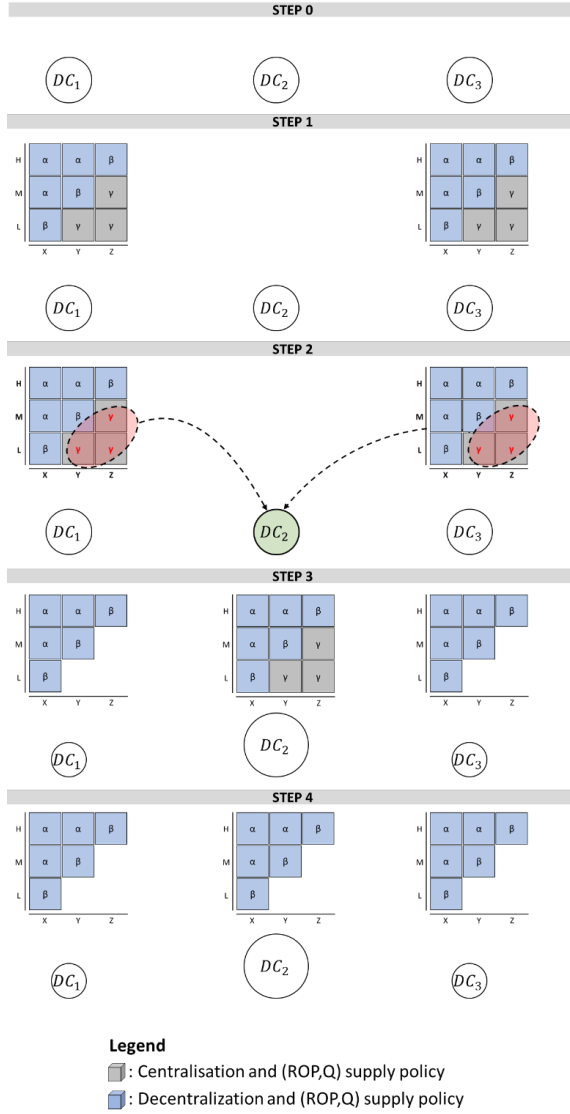 STEP 0
DC₁ DC₂ DC₃
STEP 1
H α α β H α α β
M α β γ M α β γ
L β γ γ L β γ γ
X Y Z X Y Z
DC₁ DC₂ DC₃
STEP 2
H α α β H α α β
M α β γ M α β γ
L β γ γ L β γ γ
X Y Z X Y Z
DC₁ DC₂ DC₃
STEP 3
H α α β H α α β H α α β
M α β M α β γ M α β
L β L β γ γ L β
X Y Z X Y Z X Y Z
DC₁ DC₂ DC₃
STEP 4
H α α β H α α β H α α β
M α β M α β M α β
L β L β L β
X Y Z X Y Z X Y Z
DC₁ DC₂ DC₃
Legend
: Centralisation and (ROP,Q) supply policy
: Decentralization and (ROP,Q) supply policy